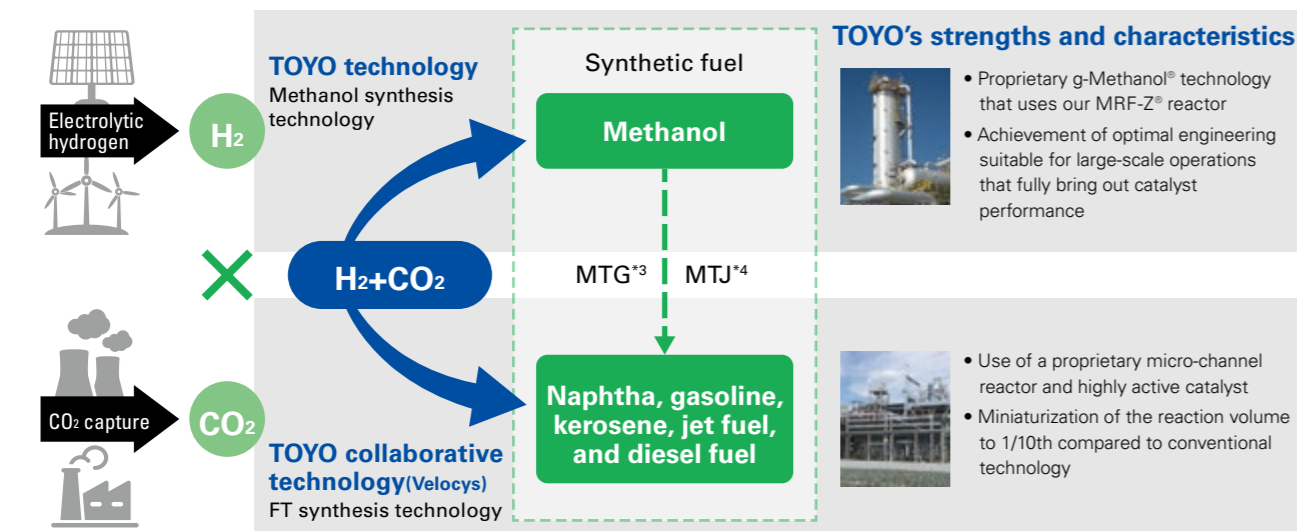 Electrolytic
hydrogen
H2
CO2 capture
CO2
TOYO technology
Methanol synthesis
technology
H2+CO2
TOYO collaborative
technology(Velocys)
FT synthesis technology
Synthetic fuel
Methanol
MTG*3
MTJ*4
Naphtha, gasoline,
kerosene, jet fuel,
and diesel fuel
TOYO's strengths and characteristics
• Proprietary g-Methanol® technology
that uses our MRF-Z® reactor
• Achievement of optimal engineering
suitable for large-scale operations
that fully bring out catalyst
performance
• Use of a proprietary micro-channel
reactor and highly active catalyst
• Miniaturization of the reaction volume
to 1/10th compared to conventional
technology